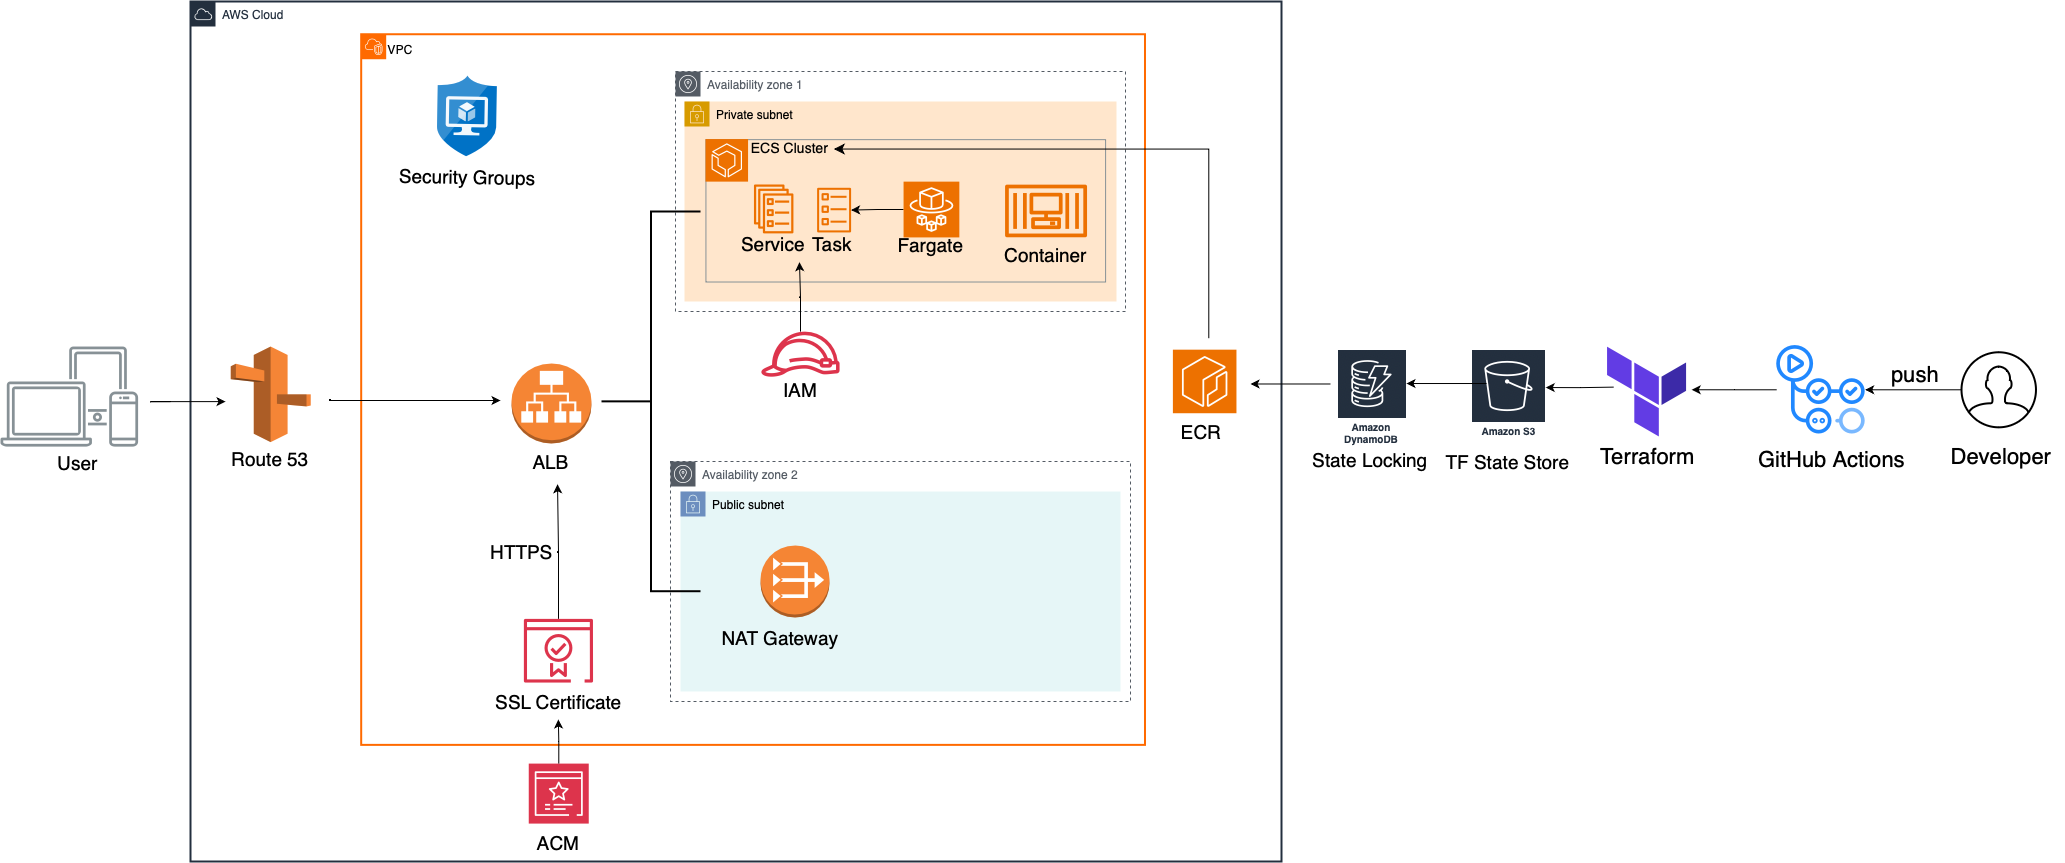 AWS Cloud
VPC
Security Groups
Availability zone 1
Private subnet
ECS Cluster
Service
Task
Fargate
Container
IAM
User
Route 53
ALB
HTTPS
SSL Certificate
ACM
Availability zone 2
Public subnet
NAT Gateway
ECR
Amazon
DynamoDB
State Locking
Amazon S3
TF State Store
Terraform
GitHub Actions
push
Developer